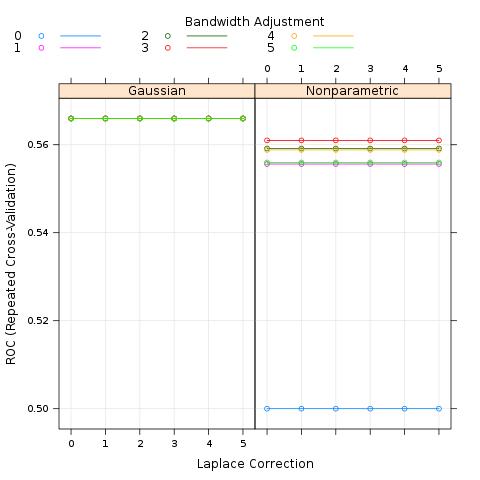 Bandwidth Adjustment
0 2 4
1 3 5
0 1 2 3 4 5
Gaussian Nonparametric
0.56
0.54
0.52
0.50
ROC (Repeated Cross-Validation)
0 1 2 3 4 5
Laplace Correction